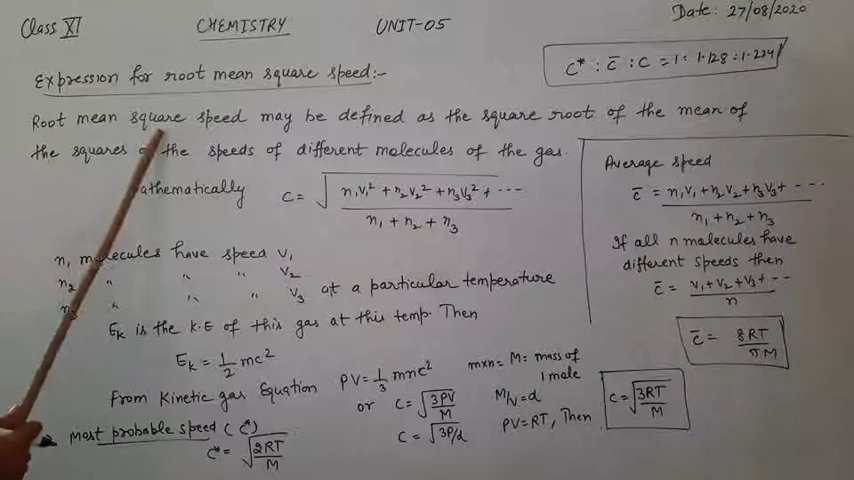 Class XI CHEMISTRY UNIT-05 Date: 27/08/2020
C* : c̅ : C = 1 : 1.128 : 1.224
Expression for root mean square speed:-
Root mean square speed may be defined as the square root of the mean of
the squares of the speeds of different molecules of the gas.
Mathematically C = √((n₁v₁² + n₂v₂² + n₃v₃² + ---)/(n₁ + n₂ + n₃))
n₁ molecules have speed v₁
n₂ " " " v₂
n₃ " " " v₃ at a particular temperature
Eₖ is the K.E of this gas at this temp. Then
Eₖ = 1/2 mc²
From Kinetic gas Equation PV = 1/3 mnc² m×n = M = mass of
1 mole
or C = √(3PV/M) M/V = d
C = √(3P/d) PV = RT, Then
C = √(3RT/M)
Most probable speed (C*)
C* = √(2RT/M)
Average speed
c̅ = (n₁v₁ + n₂v₂ + n₃v₃ + ----)/(n₁ + n₂ + n₃)
If all n molecules have
different speeds then
c̅ = (v₁ + v₂ + v₃ + ---)/n
c̅ = 8RT/πM